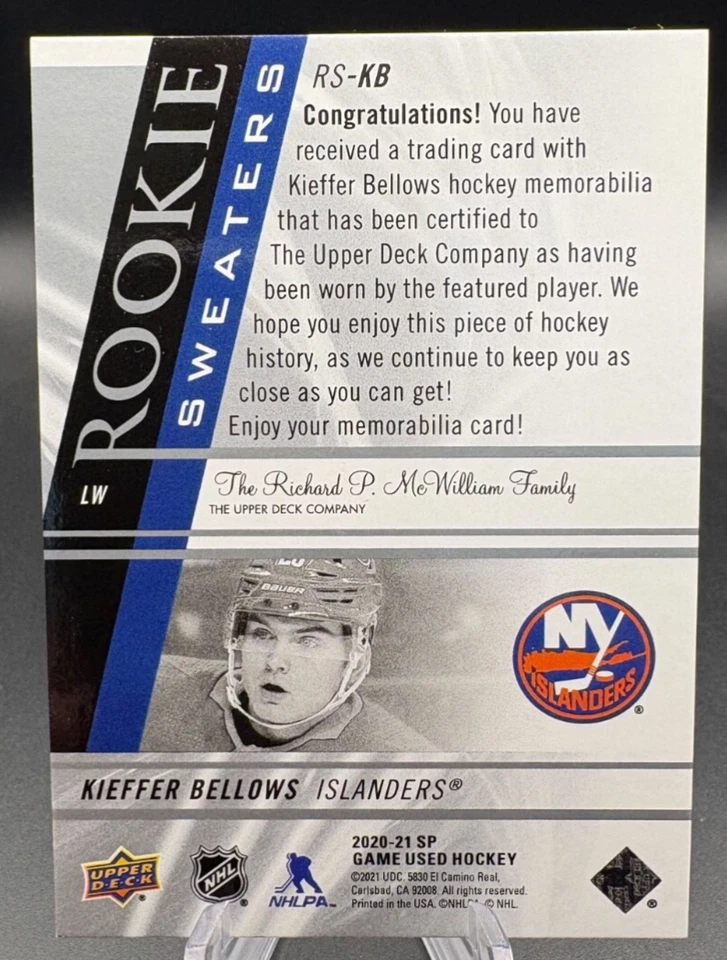 ROOKIE
SWEATERS
RS-KB
Congratulations! You have
received a trading card with
Kieffer Bellows hockey memorabilia
that has been certified to
The Upper Deck Company as having
been worn by the featured player. We
hope you enjoy this piece of hockey
history, as we continue to keep you as
close as you can get!
Enjoy your memorabilia card!
LW
The Richard P. McWilliam Family
THE UPPER DECK COMPANY
BAUER
NY
ISLANDERS
®
KIEFFER BELLOWS ISLANDERS®
UPPER
D·E·C·K
®
NHL
®
NHLPA
2020-21 SP
GAME USED HOCKEY
©2021 UDC. 5830 El Camino Real,
Carlsbad, CA 92008. All rights reserved.
Printed in the USA. ©NHLPA © NHL.
®